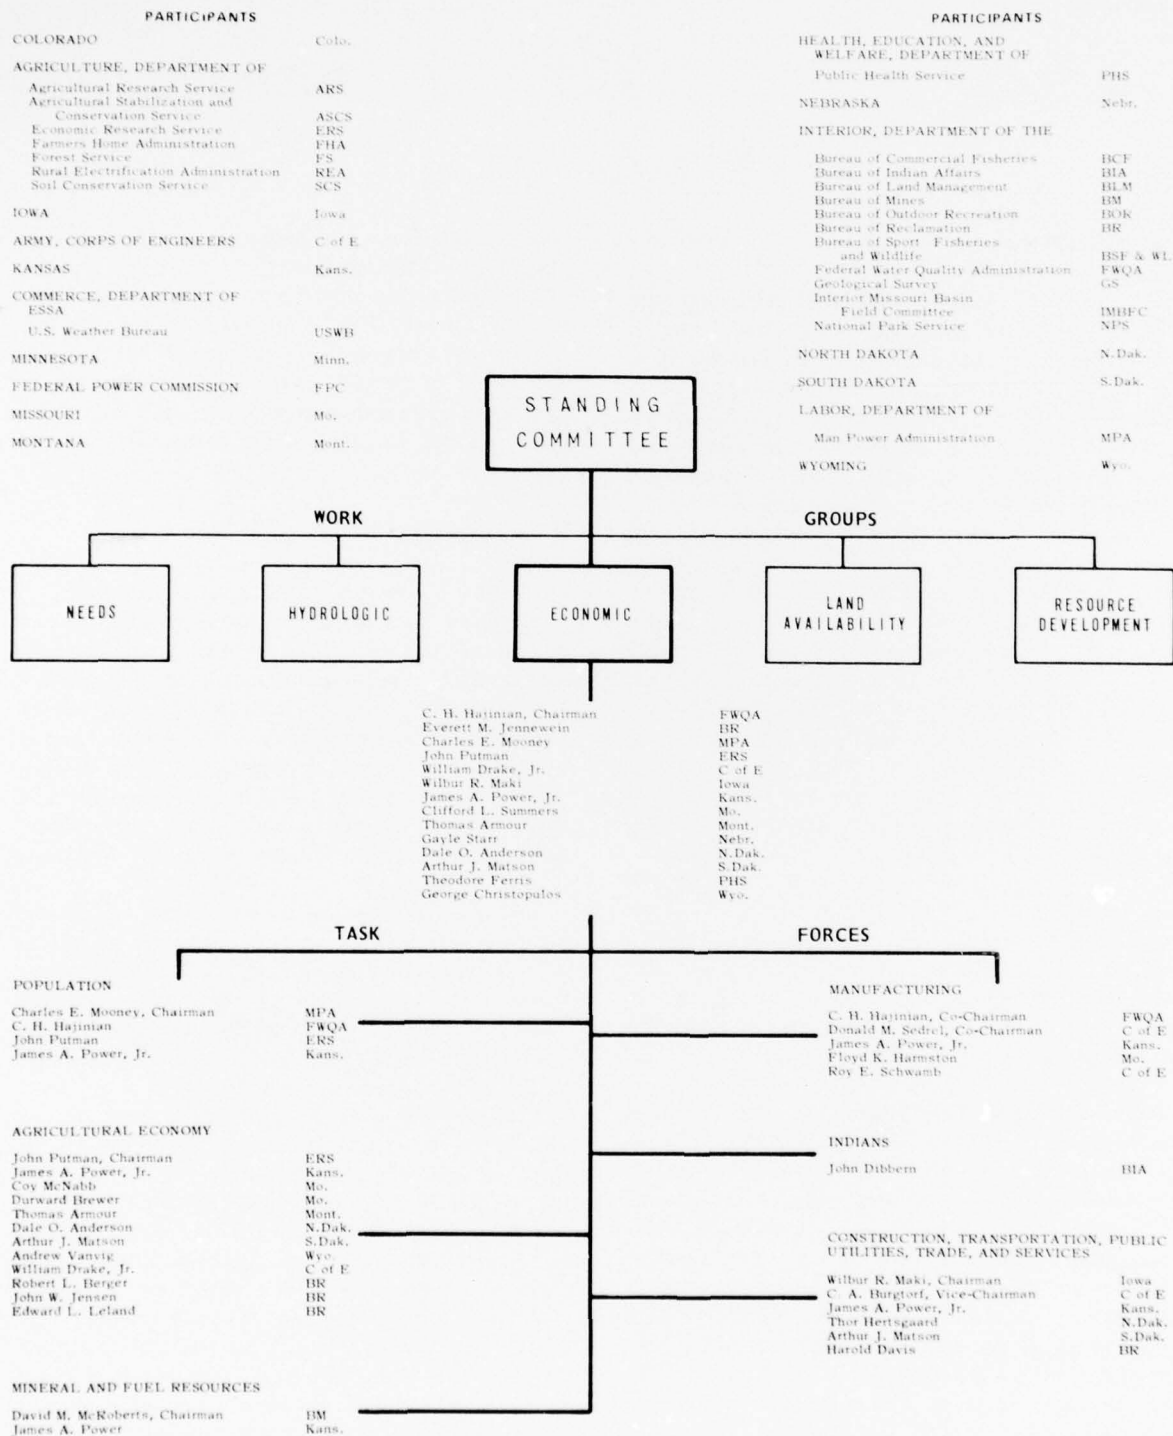 PARTICIPANTS
COLORADO Colo.
AGRICULTURE, DEPARTMENT OF
Agricultural Research Service ARS
Agricultural Stabilization and
Conservation Service ASCS
Economic Research Service ERS
Farmers Home Administration FHA
Forest Service FS
Rural Electrification Administration REA
Soil Conservation Service SCS
IOWA Iowa
ARMY, CORPS OF ENGINEERS C of E
KANSAS Kans.
COMMERCE, DEPARTMENT OF
ESSA
U.S. Weather Bureau USWB
MINNESOTA Minn.
FEDERAL POWER COMMISSION FPC
MISSOURI Mo.
MONTANA Mont.
PARTICIPANTS
HEALTH, EDUCATION, AND
WELFARE, DEPARTMENT OF
Public Health Service PHS
NEBRASKA Nebr.
INTERIOR, DEPARTMENT OF THE
Bureau of Commercial Fisheries BCF
Bureau of Indian Affairs BIA
Bureau of Land Management BLM
Bureau of Mines BM
Bureau of Outdoor Recreation BOR
Bureau of Reclamation BR
Bureau of Sport Fisheries
and Wildlife BSF & WL
Federal Water Quality Administration FWQA
Geological Survey GS
Interior Missouri Basin
Field Committee IMBFC
National Park Service NPS
NORTH DAKOTA N.Dak.
SOUTH DAKOTA S.Dak.
LABOR, DEPARTMENT OF
Man Power Administration MPA
WYOMING Wyo.
STANDING
COMMITTEE
WORK GROUPS
NEEDS
HYDROLOGIC
ECONOMIC
LAND
AVAILABILITY
RESOURCE
DEVELOPMENT
C. H. Hajinian, Chairman FWQA
Everett M. Jennewein BR
Charles E. Mooney MPA
John Putman ERS
William Drake, Jr. C of E
Wilbur R. Maki Iowa
James A. Power, Jr. Kans.
Clifford L. Summers Mo.
Thomas Armour Mont.
Gayle Starr Nebr.
Dale O. Anderson N.Dak.
Arthur J. Matson S.Dak.
Theodore Ferris PHS
George Christopulos Wyo.
TASK FORCES
POPULATION
Charles E. Mooney, Chairman MPA
C. H. Hajinian FWQA
John Putman ERS
James A. Power, Jr. Kans.
AGRICULTURAL ECONOMY
John Putman, Chairman ERS
James A. Power, Jr. Kans.
Coy McNabb Mo.
Durward Brewer Mo.
Thomas Armour Mont.
Dale O. Anderson N.Dak.
Arthur J. Matson S.Dak.
Andrew Vanvig Wyo.
William Drake, Jr. C of E
Robert L. Berger BR
John W. Jensen BR
Edward L. Leland BR
MINERAL AND FUEL RESOURCES
David M. McRoberts, Chairman BM
James A. Power Kans.
MANUFACTURING
C. H. Hajinian, Co-Chairman FWQA
Donald M. Sedrel, Co-Chairman C of E
James A. Power, Jr. Kans.
Floyd K. Harmston Mo.
Roy E. Schwamb C of E
INDIANS
John Dibbern BIA
CONSTRUCTION, TRANSPORTATION, PUBLIC
UTILITIES, TRADE, AND SERVICES
Wilbur R. Maki, Chairman Iowa
C. A. Burgtorf, Vice-Chairman C of E
James A. Power, Jr. Kans.
Thor Hertsgaard N.Dak.
Arthur J. Matson S.Dak.
Harold Davis BR